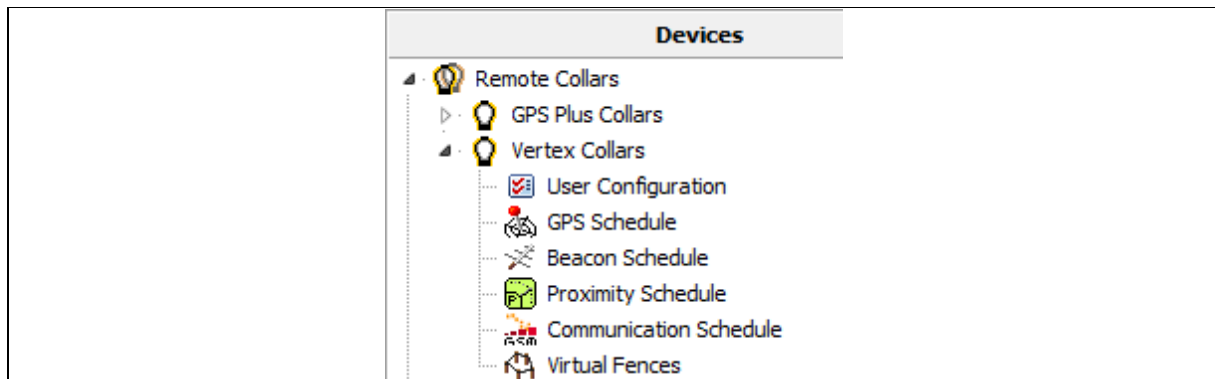 Devices
Remote Collars
GPS Plus Collars
Vertex Collars
User Configuration
GPS Schedule
Beacon Schedule
Proximity Schedule
Communication Schedule
Virtual Fences